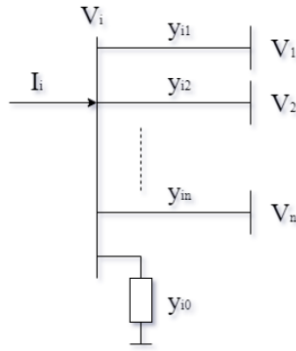 Vᵢ
yᵢ₁ V₁
Iᵢ yᵢ₂ V₂
yᵢₙ Vₙ
yᵢ₀